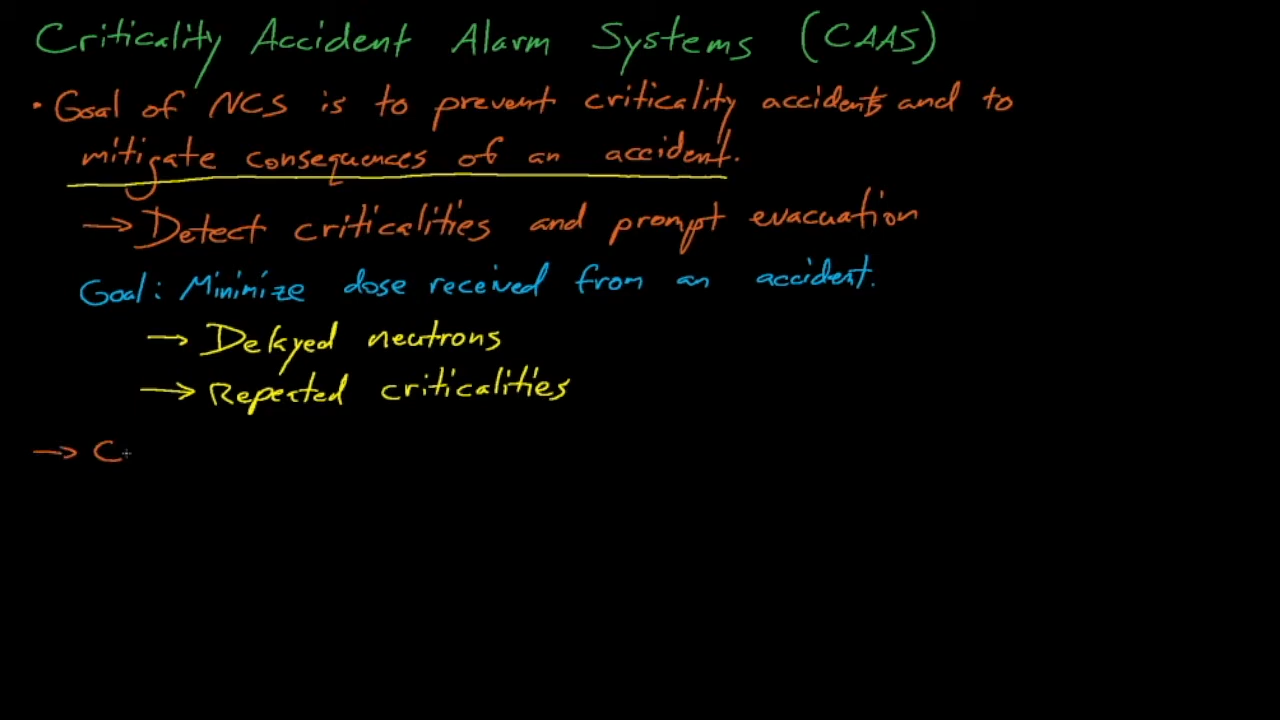 Criticality Accident Alarm Systems (CAAS)
• Goal of NCS is to prevent criticality accidents and to
mitigate consequences of an accident.
→ Detect criticalities and prompt evacuation
Goal: Minimize dose received from an accident.
→ Delayed neutrons
→ Repeated criticalities
→ C